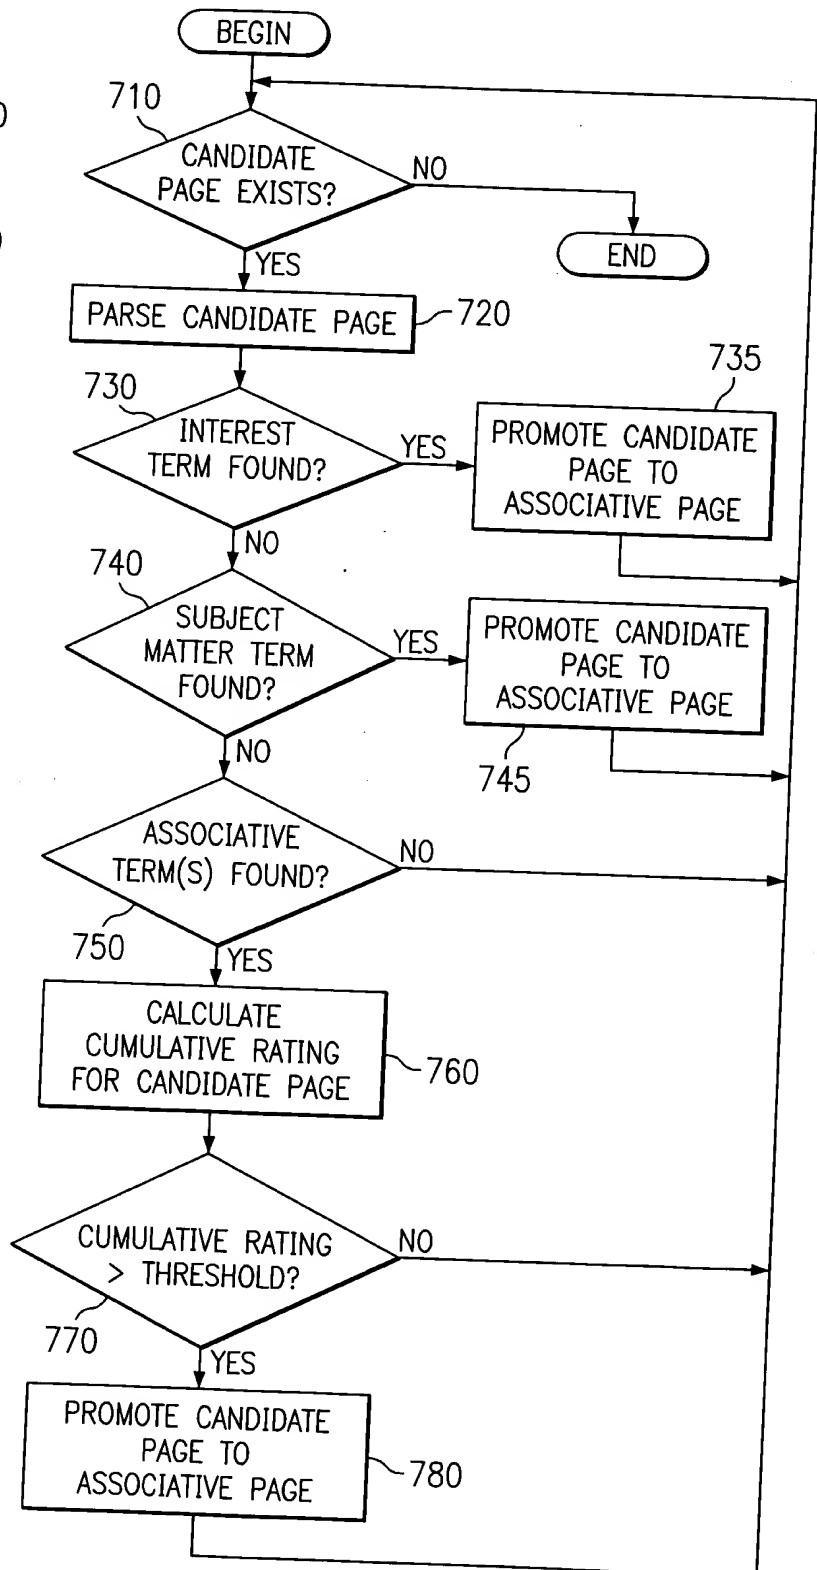 BEGIN
710
CANDIDATE
PAGE EXISTS?
NO
END
YES
PARSE CANDIDATE PAGE
720
730
INTEREST
TERM FOUND?
YES
735
PROMOTE CANDIDATE
PAGE TO
ASSOCIATIVE PAGE
NO
740
SUBJECT
MATTER TERM
FOUND?
YES
PROMOTE CANDIDATE
PAGE TO
ASSOCIATIVE PAGE
745
NO
ASSOCIATIVE
TERM(S) FOUND?
NO
750
YES
CALCULATE
CUMULATIVE RATING
FOR CANDIDATE PAGE
760
CUMULATIVE RATING
> THRESHOLD?
NO
770
YES
PROMOTE CANDIDATE
PAGE TO
ASSOCIATIVE PAGE
780